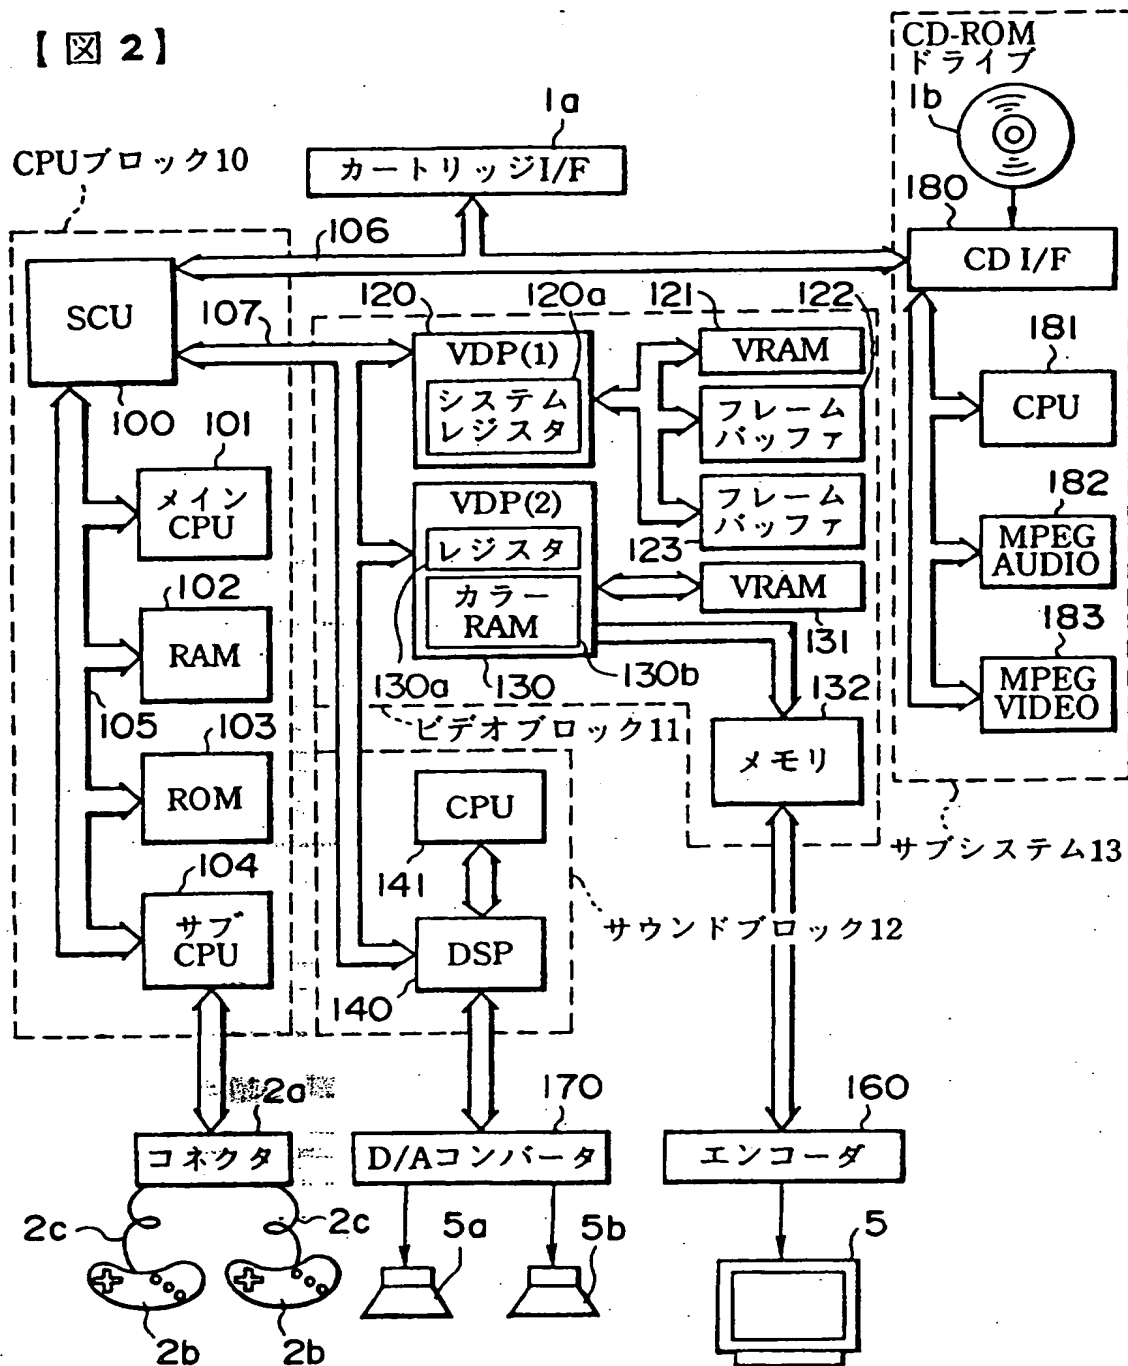 【図2】
CD-ROM
ドライブ
1b
1a
カートリッジI/F
CPUブロック10
180
CD I/F
106
SCU
100
107
120
120a
VDP(1)
システム
レジスタ
121
122
VRAM
フレーム
バッファ
フレーム
バッファ
123
181
CPU
101
メイン
CPU
VDP(2)
レジスタ
カラー
RAM
130a
130
130b
VRAM
131
182
MPEG
AUDIO
183
MPEG
VIDEO
102
RAM
105
103
ROM
ビデオブロック11
132
メモリ
CPU
141
サブシステム13
104
サブ
CPU
DSP
140
サウンドブロック12
2a
コネクタ
170
D/Aコンバータ
160
エンコーダ
2c
2c
2b
2b
5a
5b
5